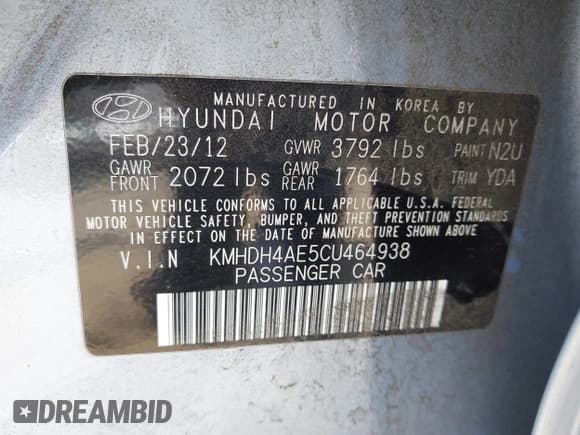 MANUFACTURED IN KOREA BY
HYUNDAI MOTOR COMPANY
FEB/23/12 GVWR 3792 lbs PAINT N2U
GAWR FRONT 2072 lbs GAWR REAR 1764 lbs TRIM YDA
THIS VEHICLE CONFORMS TO ALL APPLICABLE U.S.A. FEDERAL
MOTOR VEHICLE SAFETY, BUMPER, AND THEFT PREVENTION STANDARDS
IN EFFECT ON THE DATE OF MANUFACTURE SHOWN ABOVE
V.I.N KMHDH4AE5CU464938
PASSENGER CAR
DREAMBID